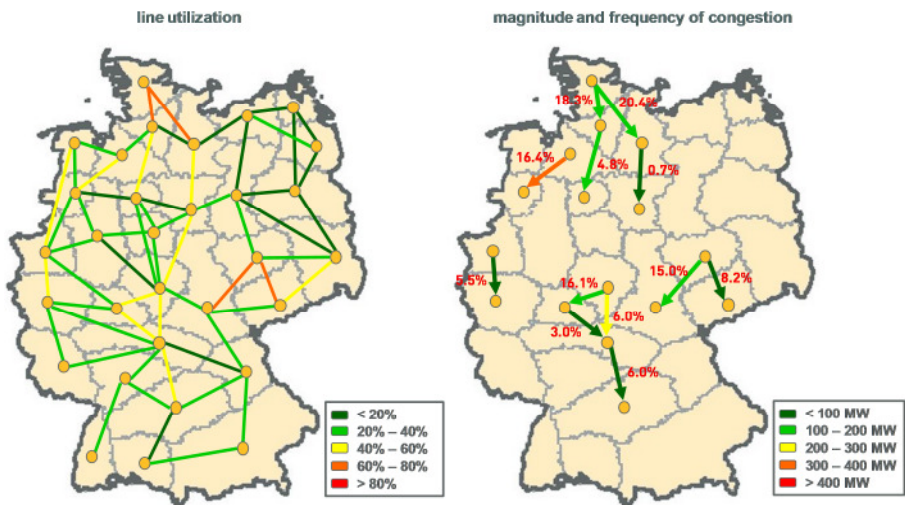 line utilization
magnitude and frequency of congestion
18.3%
20.4%
16.4%
4.8%
0.7%
5.5%
16.1%
15.0%
8.2%
6.0%
3.0%
6.0%
< 20%
20% – 40%
40% – 60%
60% – 80%
> 80%
< 100 MW
100 – 200 MW
200 – 300 MW
300 – 400 MW
> 400 MW